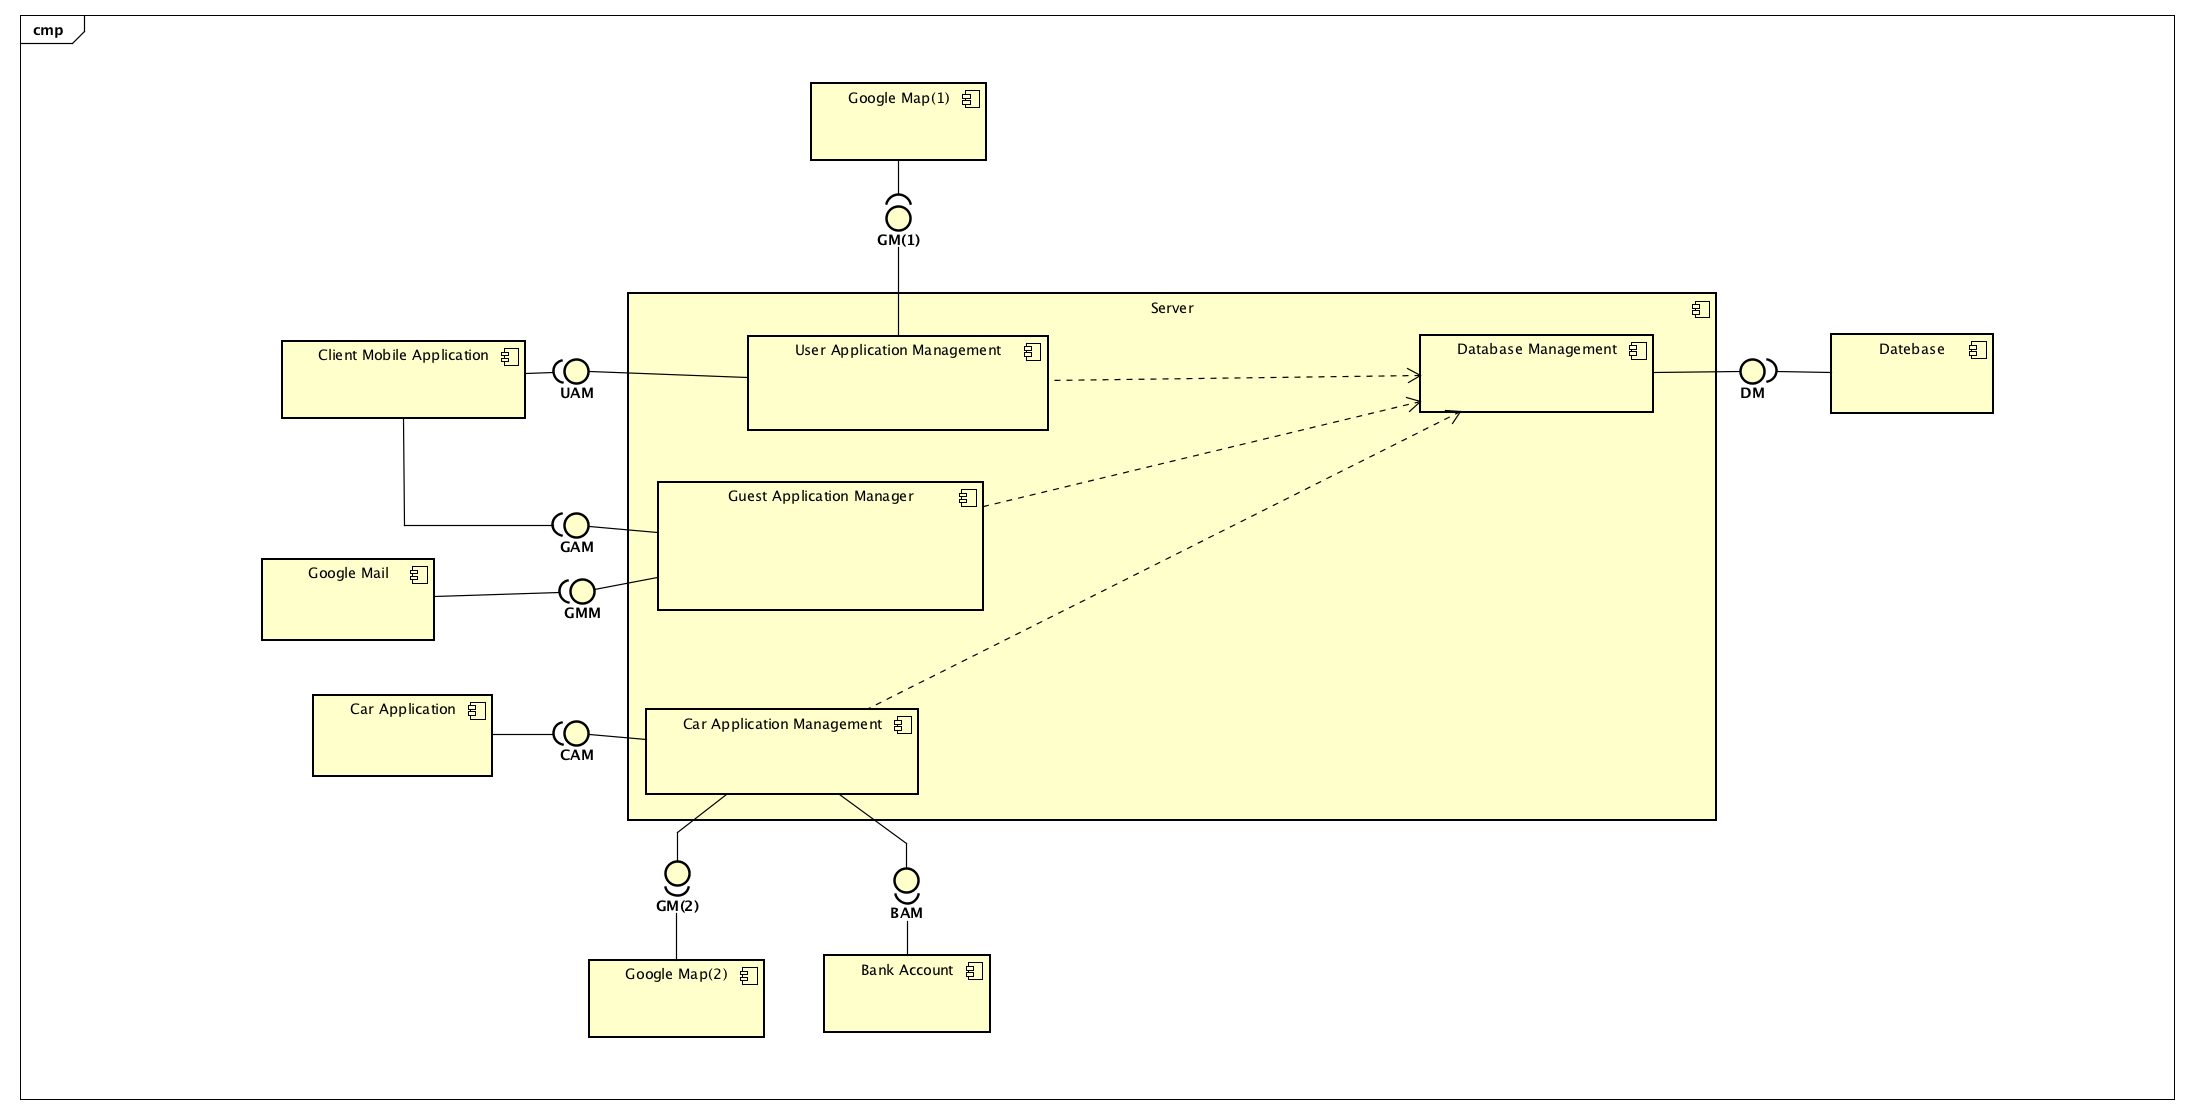 cmp
Google Map(1)
GM(1)
Server
Client Mobile Application
UAM
User Application Management
Database Management
DM
Datebase
Guest Application Manager
GAM
Google Mail
GMM
Car Application
CAM
Car Application Management
GM(2)
BAM
Google Map(2)
Bank Account